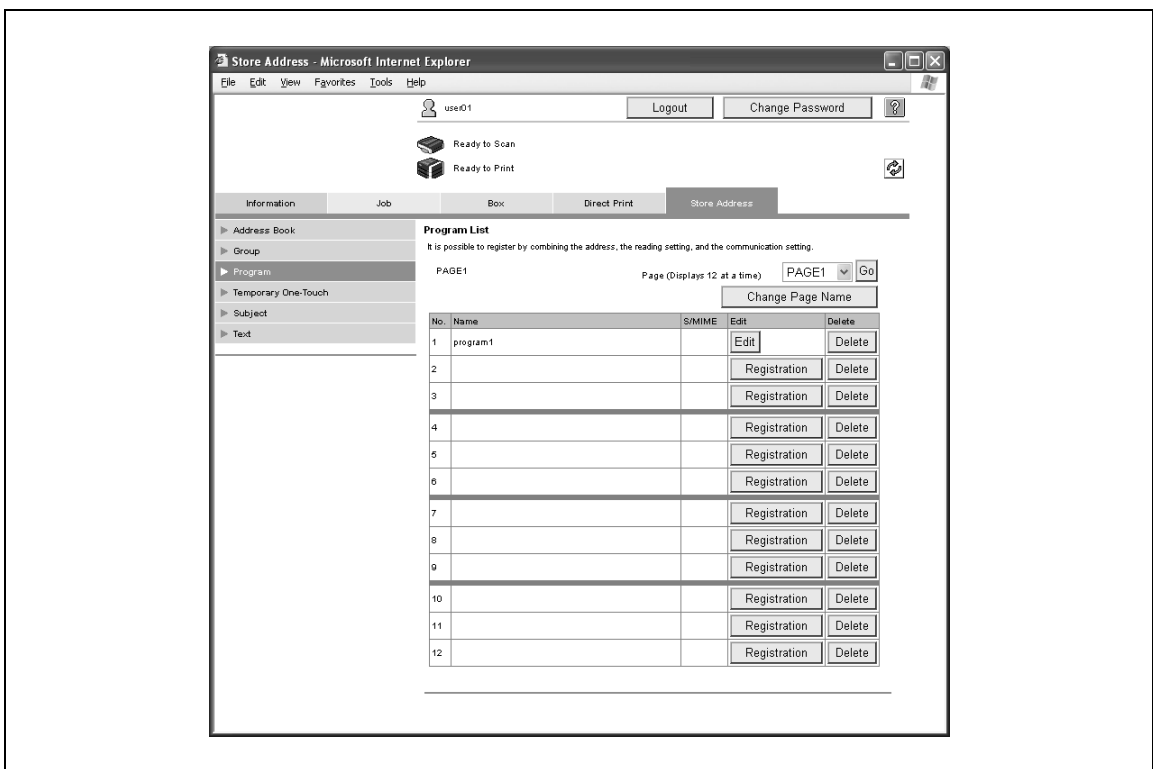 Store Address - Microsoft Internet Explorer
File Edit View Favorites Tools Help
user01 Logout Change Password ?
Ready to Scan
Ready to Print
Information Job Box Direct Print Store Address
Address Book
Group
Program
Temporary One-Touch
Subject
Text
Program List
It is possible to register by combining the address, the reading setting, and the communication setting.
PAGE1 Page (Displays 12 at a time) PAGE1 Go
Change Page Name
No. Name S/MIME Edit Delete
1 program1 Edit Delete
2 Registration Delete
3 Registration Delete
4 Registration Delete
5 Registration Delete
6 Registration Delete
7 Registration Delete
8 Registration Delete
9 Registration Delete
10 Registration Delete
11 Registration Delete
12 Registration Delete